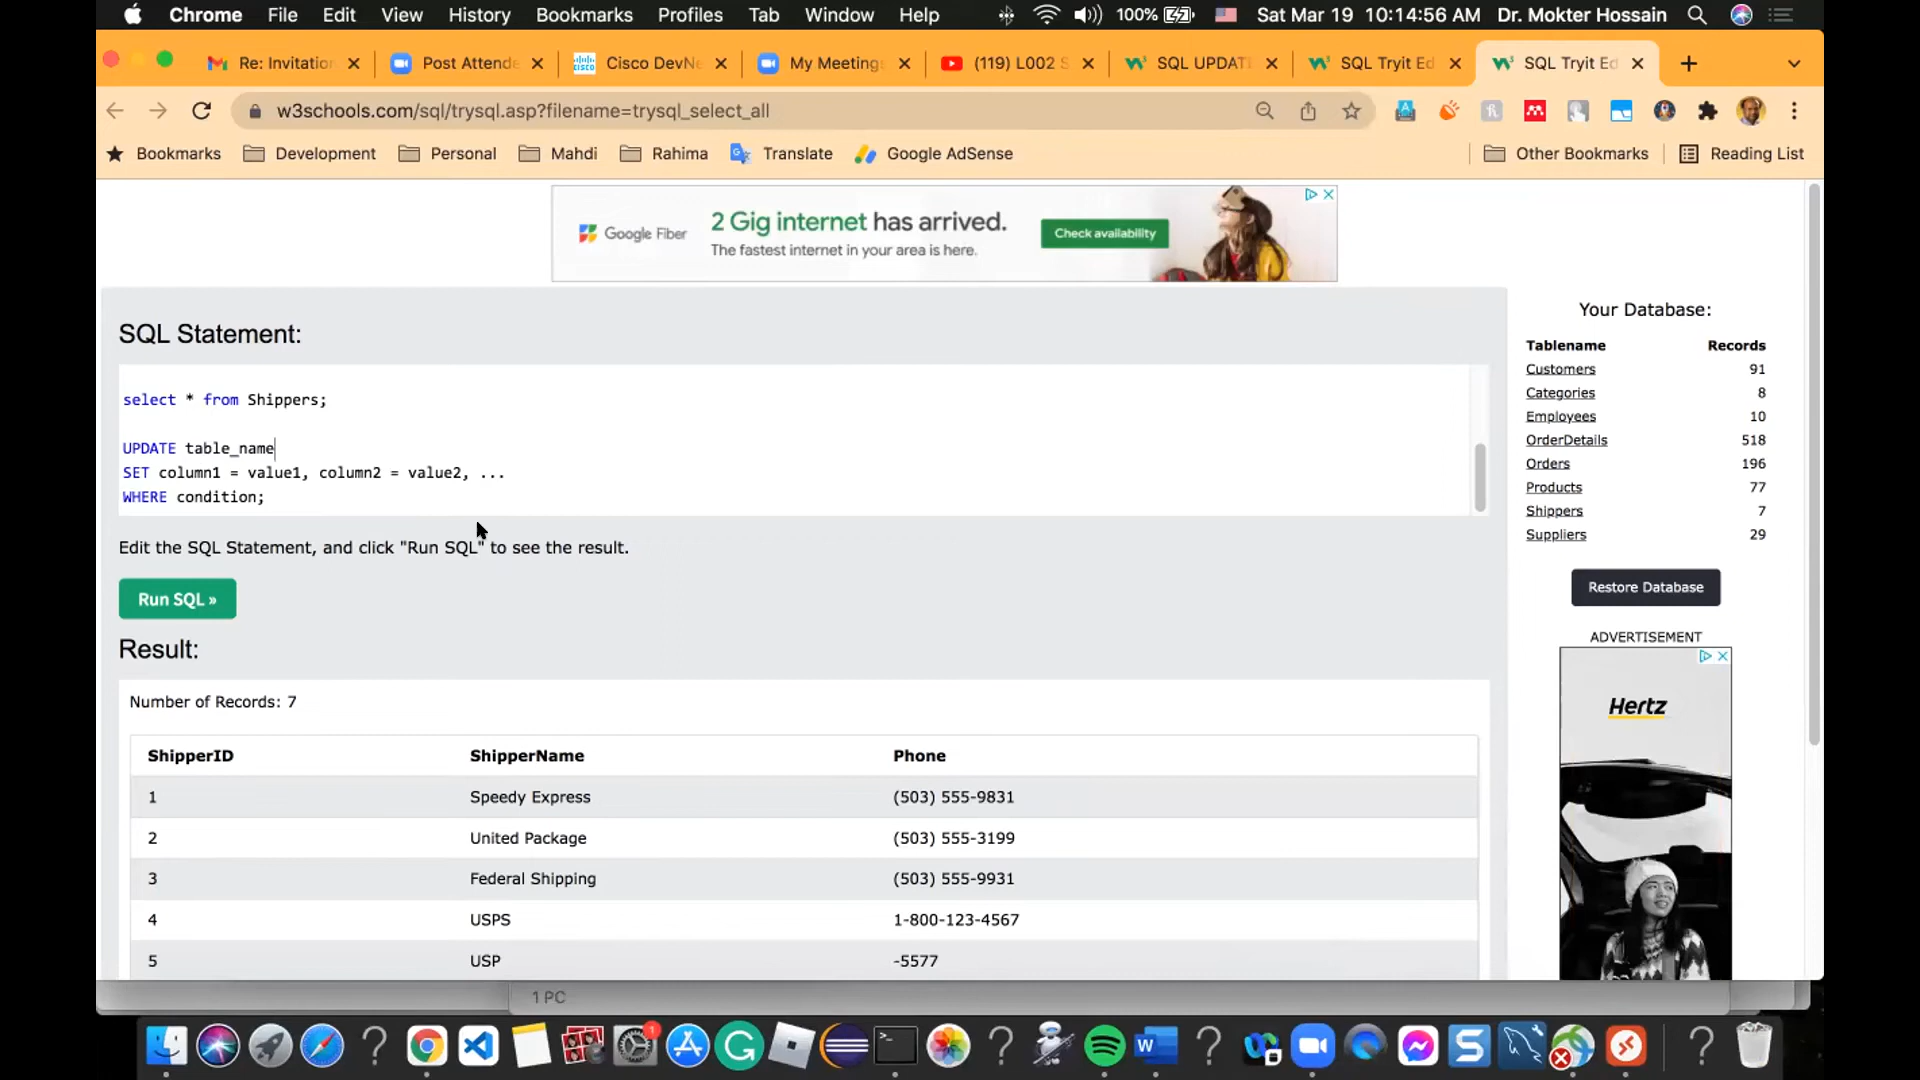 Chrome File Edit View History Bookmarks Profiles Tab Window Help 100% Sat Mar 19 10:14:56 AM Dr. Mokter Hossain
Re: Invitation Post Attende Cisco DevNe My Meetings (119) L002 S SQL UPDATE SQL Tryit Ed SQL Tryit Ed
w3schools.com/sql/trysql.asp?filename=trysql_select_all
Bookmarks Development Personal Mahdi Rahima Translate Google AdSense Other Bookmarks Reading List
Google Fiber
2 Gig internet has arrived.
The fastest internet in your area is here.
Check availability
SQL Statement:
select * from Shippers;
UPDATE table_name
SET column1 = value1, column2 = value2, ...
WHERE condition;
Edit the SQL Statement, and click "Run SQL" to see the result.
Run SQL »
Result:
Number of Records: 7
ShipperID ShipperName Phone
1 Speedy Express (503) 555-9831
2 United Package (503) 555-3199
3 Federal Shipping (503) 555-9931
4 USPS 1-800-123-4567
5 USP -5577
Your Database:
Tablename Records
Customers 91
Categories 8
Employees 10
OrderDetails 518
Orders 196
Products 77
Shippers 7
Suppliers 29
Restore Database
ADVERTISEMENT
Hertz
1 PC